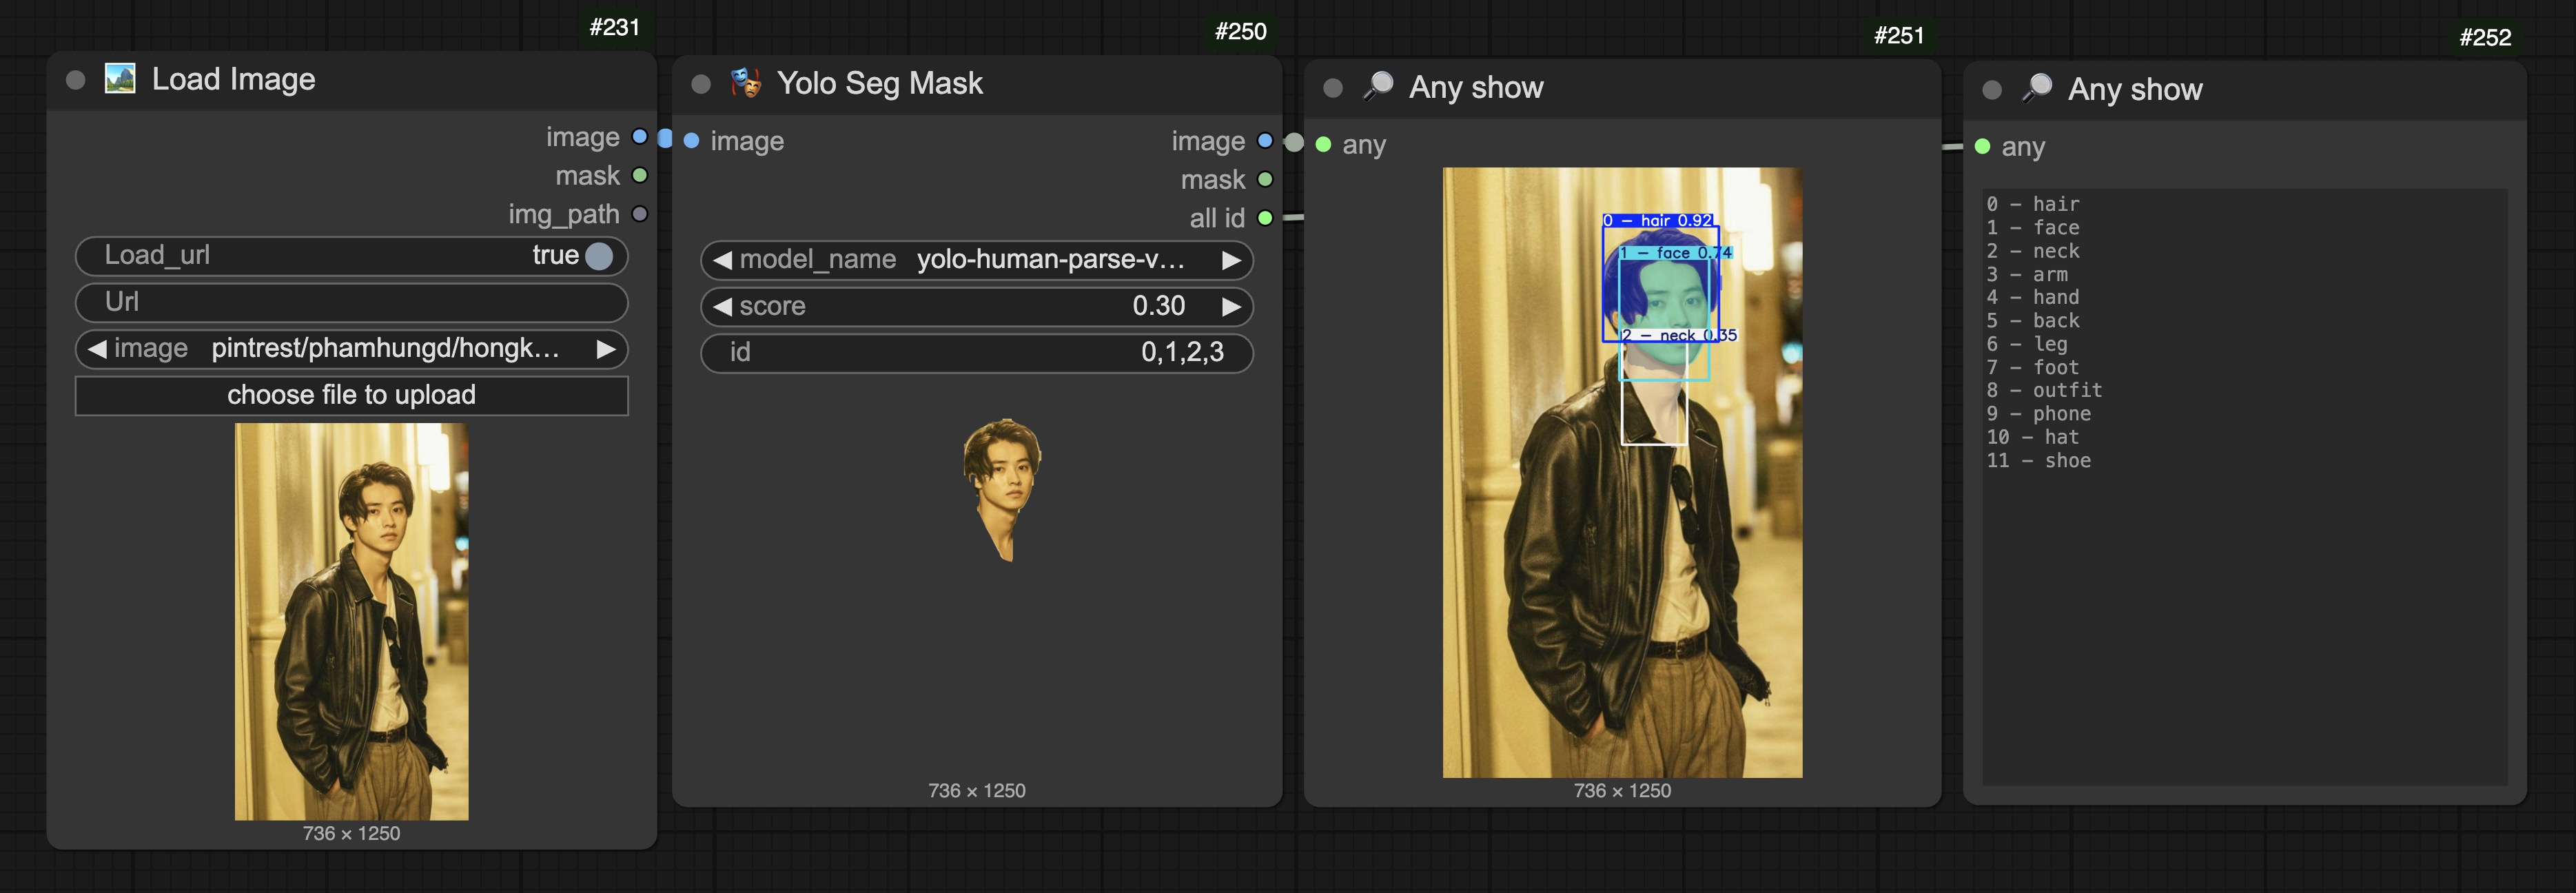 #231
Load Image
image
mask
img_path
Load_url true
Url
image pintrest/phamhungd/hongk...
choose file to upload
736 × 1250
#250
Yolo Seg Mask
image image
mask
all id
model_name yolo-human-parse-v...
score 0.30
id 0,1,2,3
736 × 1250
#251
Any show
any
0 – hair 0.92
1 – face 0.74
2 – neck 0.35
736 × 1250
#252
Any show
any
0 – hair
1 – face
2 – neck
3 – arm
4 – hand
5 – back
6 – leg
7 – foot
8 – outfit
9 – phone
10 – hat
11 – shoe